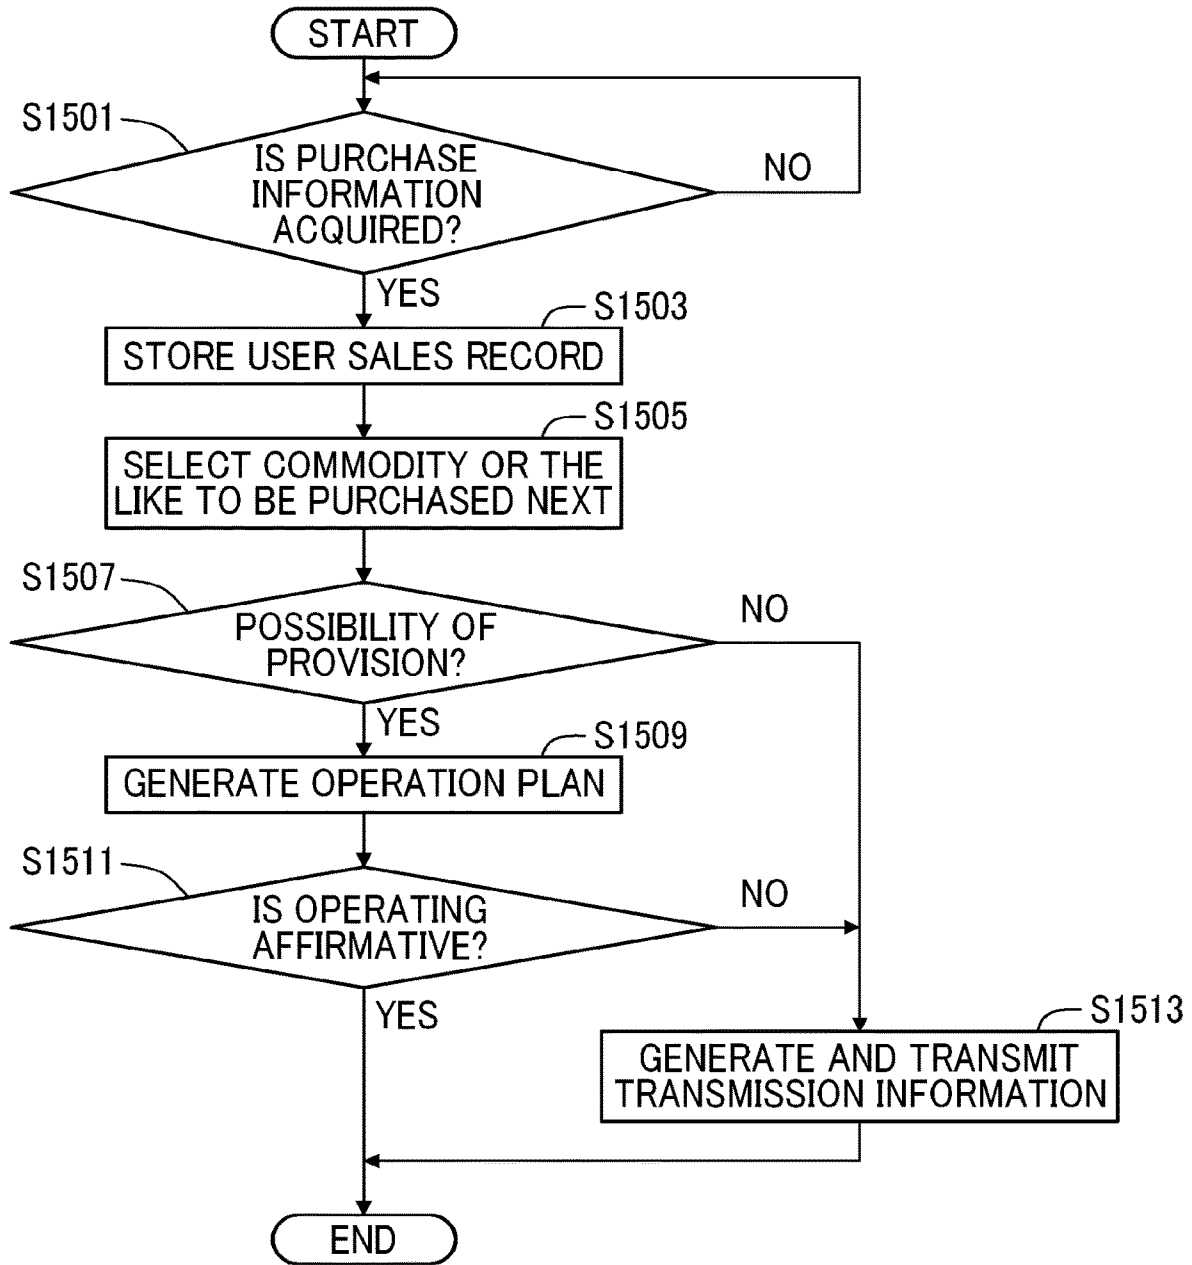 START
S1501
IS PURCHASE
INFORMATION
ACQUIRED?
NO
YES
S1503
STORE USER SALES RECORD
S1505
SELECT COMMODITY OR THE
LIKE TO BE PURCHASED NEXT
S1507
POSSIBILITY OF
PROVISION?
NO
YES
S1509
GENERATE OPERATION PLAN
S1511
IS OPERATING
AFFIRMATIVE?
NO
YES
S1513
GENERATE AND TRANSMIT
TRANSMISSION INFORMATION
END